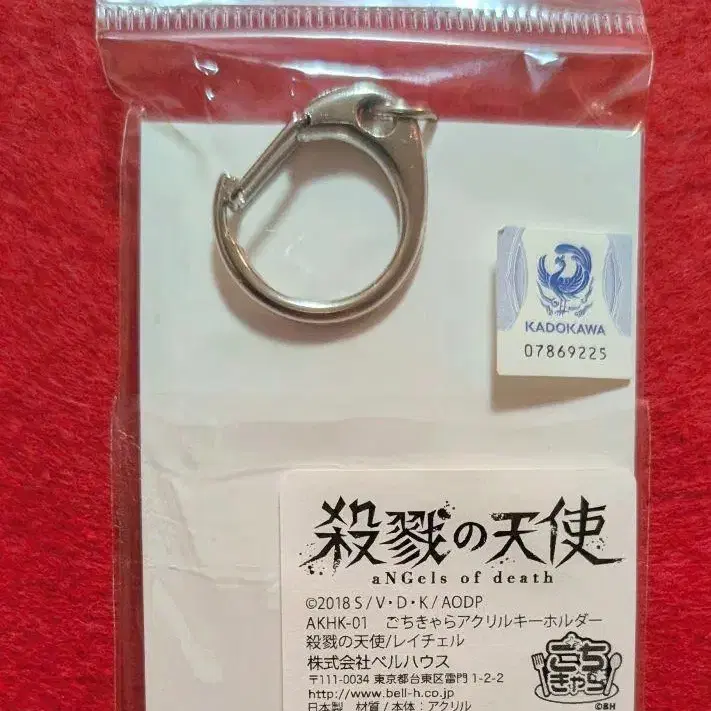 KADOKAWA
07869225
殺戮の天使
aNGels of death
©2018 S / V・D・K / AODP
AKHK-01 ごちきゃらアクリルキーホルダー
殺戮の天使/レイチェル
株式会社ベルハウス
〒111-0034 東京都台東区雷門 1-2-2
http://www.bell-h.co.jp/
日本製 材質 / 本体：アクリル
ごち
きゃら
©BH